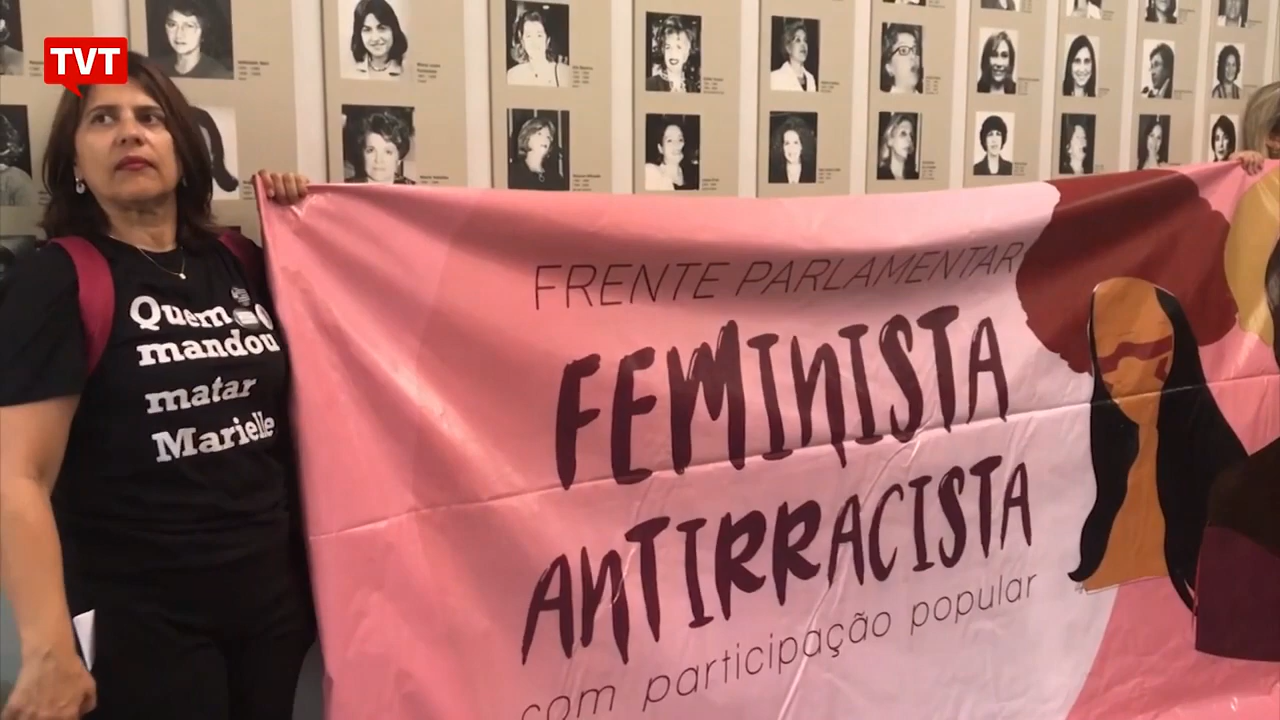 TVT
Quem
mandou
matar
Marielle
FRENTE PARLAMENTAR
FEMINISTA
ANTIRRACISTA
com participação popular